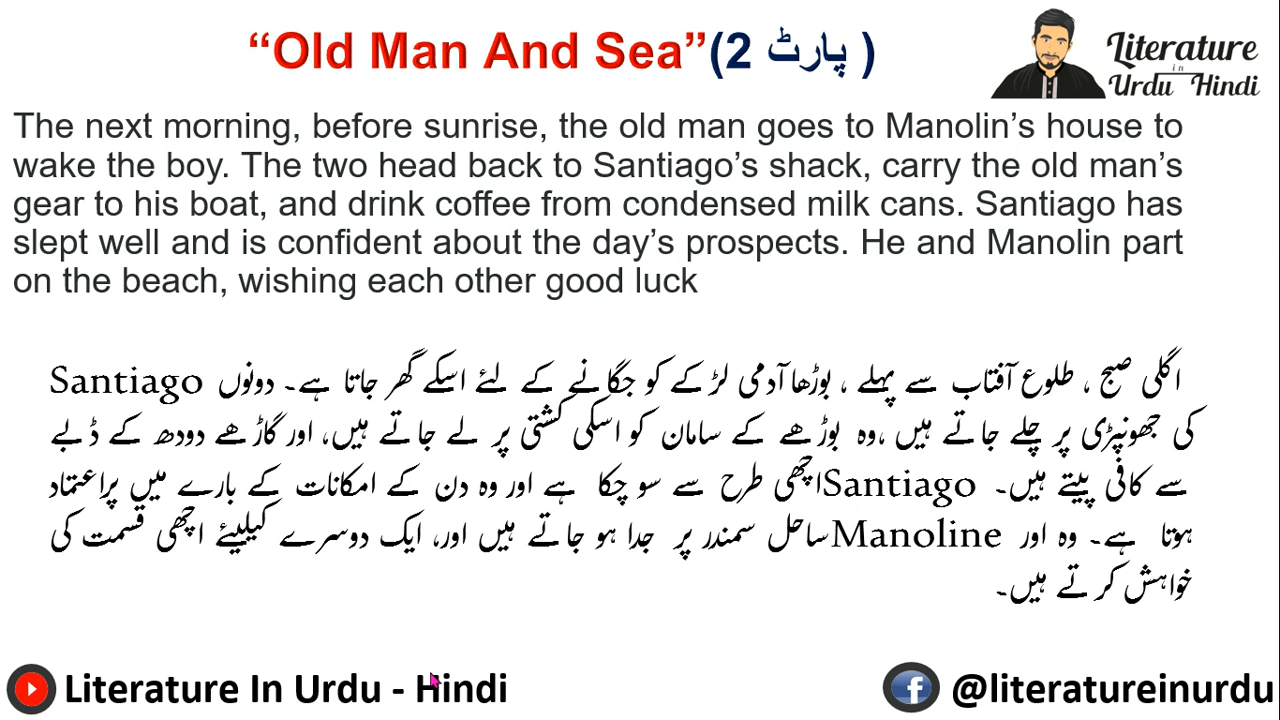 “Old Man And Sea”(پارٹ 2 )
Literature
in
Urdu Hindi
The next morning, before sunrise, the old man goes to Manolin’s house to
wake the boy. The two head back to Santiago’s shack, carry the old man’s
gear to his boat, and drink coffee from condensed milk cans. Santiago has
slept well and is confident about the day’s prospects. He and Manolin part
on the beach, wishing each other good luck
اگلی صبح ، طلوع آفتاب سے پہلے ، بوڑھا آدمی لڑکے کو جگانے کے لئے اسکے گھر جاتا ہے۔ دونوں Santiago
کی جھونپڑی پر چلے جاتے ہیں ،وہ بوڑھے کے سامان کو اسکی کشتی پر لے جاتے ہیں، اور گاڑھے دودھ کے ڈبے
سے کافی پیتے ہیں۔ Santiagoاچھی طرح سے سو چکا ہے اور وہ دن کے امکانات کے بارے میں پراعتماد
ہوتا ہے۔ وہ اور Manolineساحل سمندر پر جدا ہو جاتے ہیں اور، ایک دوسرے کیلیئے اچھی قسمت کی
خواہش کرتے ہیں۔
Literature In Urdu - Hindi
@literatureinurdu